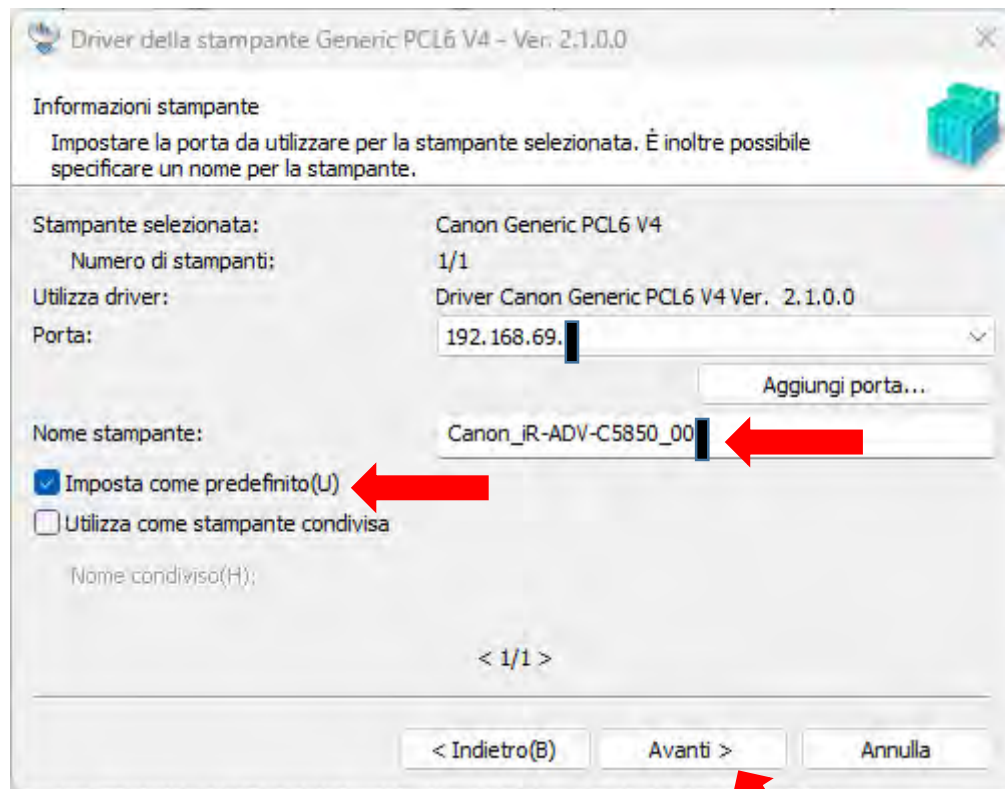 Driver della stampante Generic PCL6 V4 - Ver. 2.1.0.0
Informazioni stampante
Impostare la porta da utilizzare per la stampante selezionata. È inoltre possibile
specificare un nome per la stampante.
Stampante selezionata: Canon Generic PCL6 V4
Numero di stampanti: 1/1
Utilizza driver: Driver Canon Generic PCL6 V4 Ver. 2.1.0.0
Porta: 192.168.69.
Aggiungi porta...
Nome stampante: Canon_iR-ADV-C5850_00
Imposta come predefinito(U)
Utilizza come stampante condivisa
Nome condiviso(H):
< 1/1 >
< Indietro(B) Avanti > Annulla